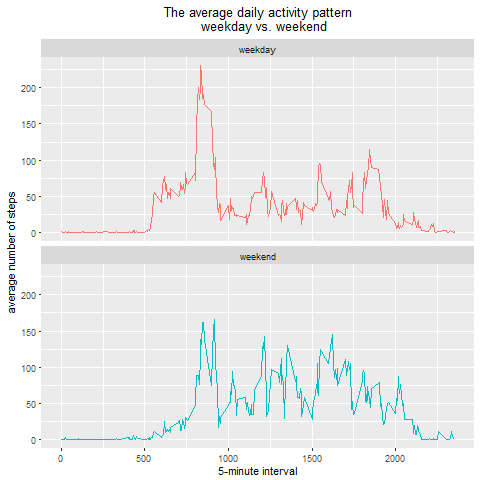 The average daily activity pattern
weekday vs. weekend
weekday
200
150
100
50
0
weekend
200
150
100
50
0
average number of steps
0 500 1000 1500 2000
5-minute interval